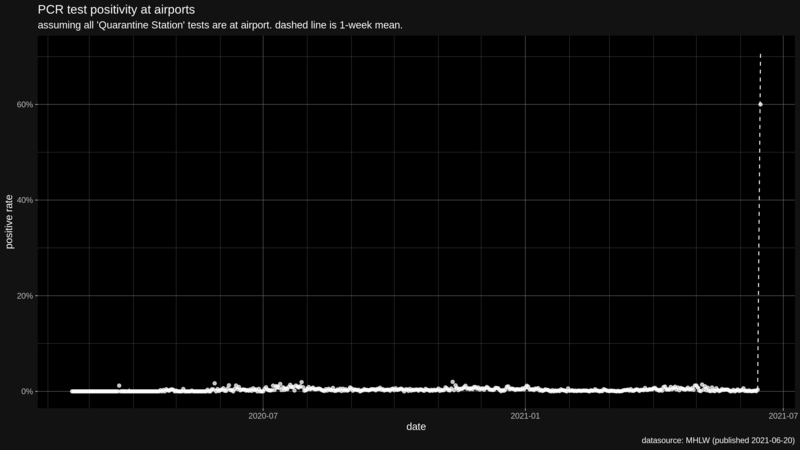 PCR test positivity at airports
assuming all 'Quarantine Station' tests are at airport. dashed line is 1-week mean.
60%
40%
20%
0%
positive rate
2020-07
2021-01
2021-07
date
datasource: MHLW (published 2021-06-20)